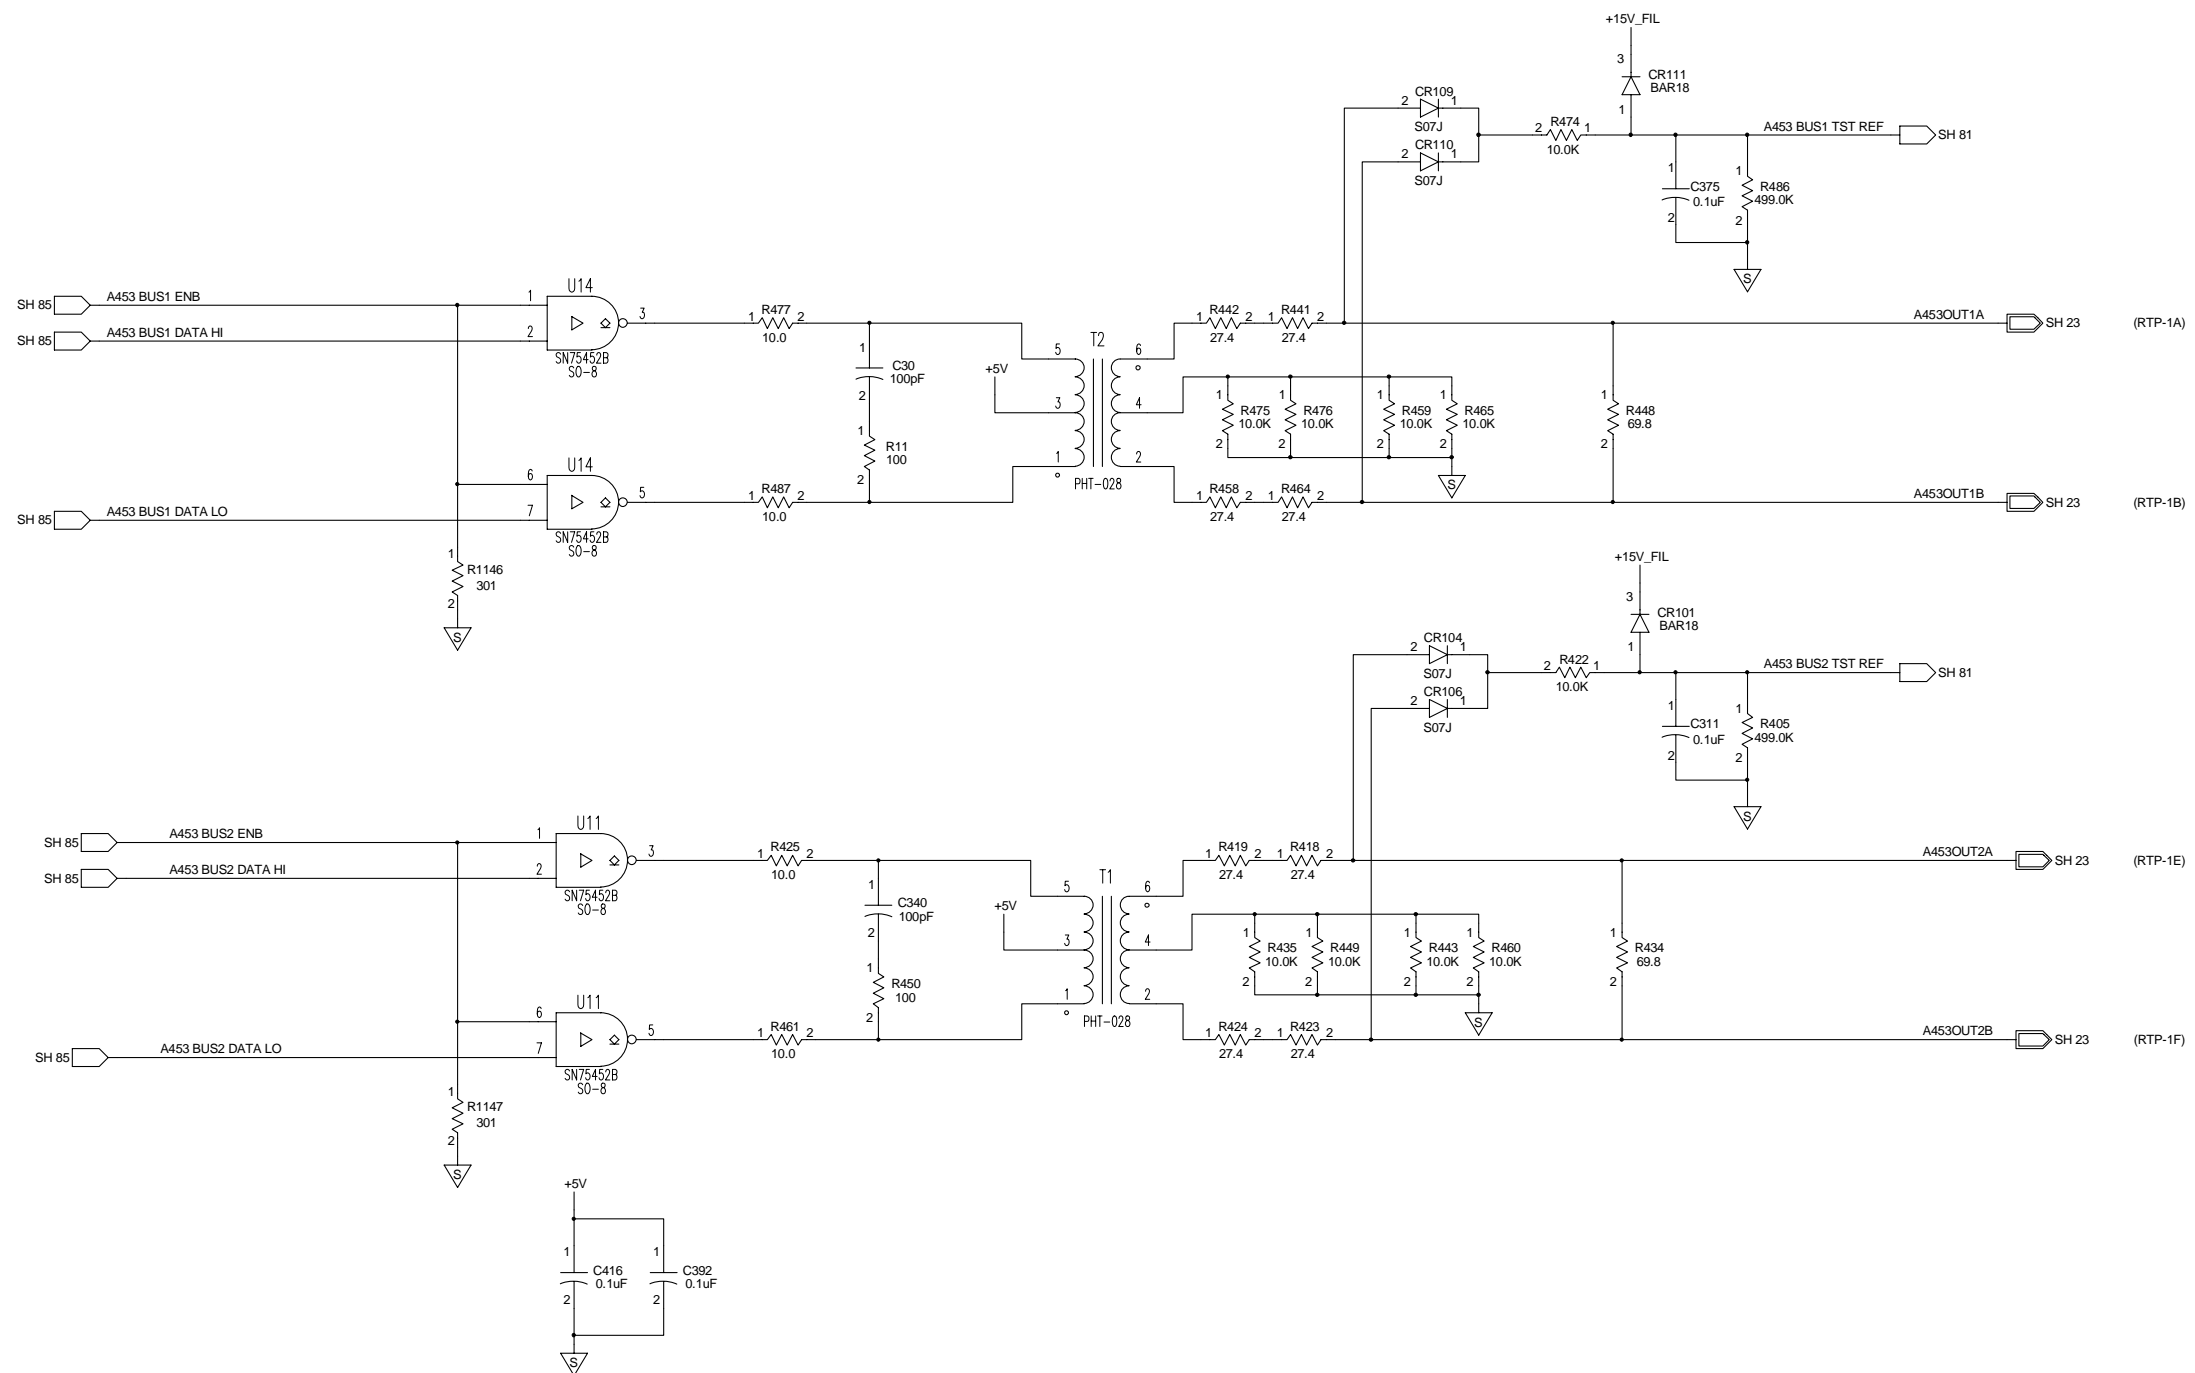 +15V_FIL
3
CR111
BAR18
1
CR109
2 1
S07J
CR110
2 1
S07J
R474
2 1
10.0K
A453 BUS1 TST REF
SH 81
1
C375
0.1uF
2
1
R486
499.0K
2
S
SH 85
A453 BUS1 ENB
1
U14
3
SH 85
A453 BUS1 DATA HI
2
SN75452B
SO-8
R477
1 2
10.0
1
C30
100pF
2
1
R11
100
2
+5V
T2
5
3
1
6
4
2
PHT-028
R442
1 2
27.4
R441
1 2
27.4
A453OUT1A
SH 23
(RTP-1A)
1
R475
10.0K
2
1
R476
10.0K
2
1
R459
10.0K
2
1
R465
10.0K
2
S
1
R448
69.8
2
6
U14
5
SH 85
A453 BUS1 DATA LO
7
SN75452B
SO-8
R487
1 2
10.0
R458
1 2
27.4
R464
1 2
27.4
A453OUT1B
SH 23
(RTP-1B)
1
R1146
301
2
S
+15V_FIL
3
CR101
BAR18
1
CR104
2 1
S07J
CR106
2 1
S07J
R422
2 1
10.0K
A453 BUS2 TST REF
SH 81
1
C311
0.1uF
2
1
R405
499.0K
2
S
SH 85
A453 BUS2 ENB
1
U11
3
SH 85
A453 BUS2 DATA HI
2
SN75452B
SO-8
R425
1 2
10.0
1
C340
100pF
2
1
R450
100
2
+5V
T1
5
3
1
6
4
2
PHT-028
R419
1 2
27.4
R418
1 2
27.4
A453OUT2A
SH 23
(RTP-1E)
1
R435
10.0K
2
1
R449
10.0K
2
1
R443
10.0K
2
1
R460
10.0K
2
S
1
R434
69.8
2
6
U11
5
SH 85
A453 BUS2 DATA LO
7
SN75452B
SO-8
R461
1 2
10.0
R424
1 2
27.4
R423
1 2
27.4
A453OUT2B
SH 23
(RTP-1F)
1
R1147
301
2
S
+5V
1
C416
0.1uF
2
1
C392
0.1uF
2
S